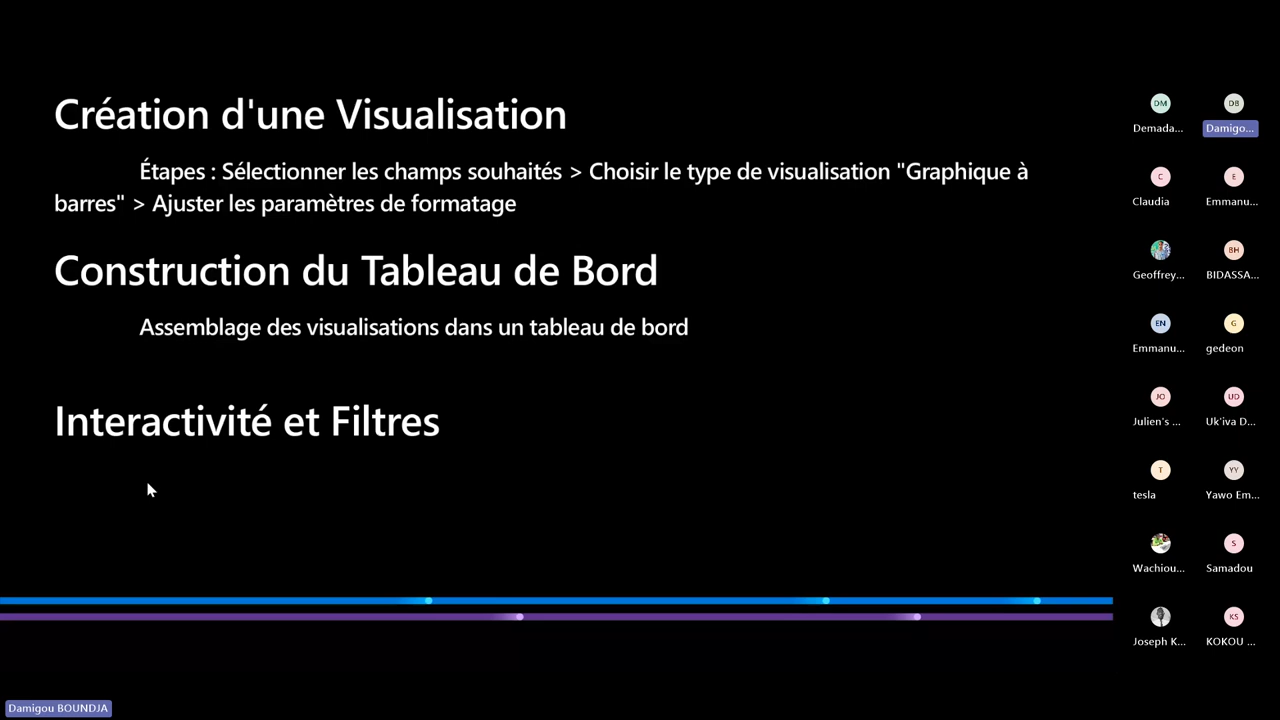 Création d'une Visualisation
Étapes : Sélectionner les champs souhaités > Choisir le type de visualisation "Graphique à
barres" > Ajuster les paramètres de formatage
Construction du Tableau de Bord
Assemblage des visualisations dans un tableau de bord
Interactivité et Filtres
DM DB
Demada... Damigo...
C E
Claudia Emmanu...
BH
Geoffrey... BIDASSA...
EN G
Emmanu... gedeon
JO UD
Julien's ... Uk'iva D...
T YY
tesla Yawo Em...
S
Wachiou... Samadou
KS
Joseph K... KOKOU ...
Damigou BOUNDJA